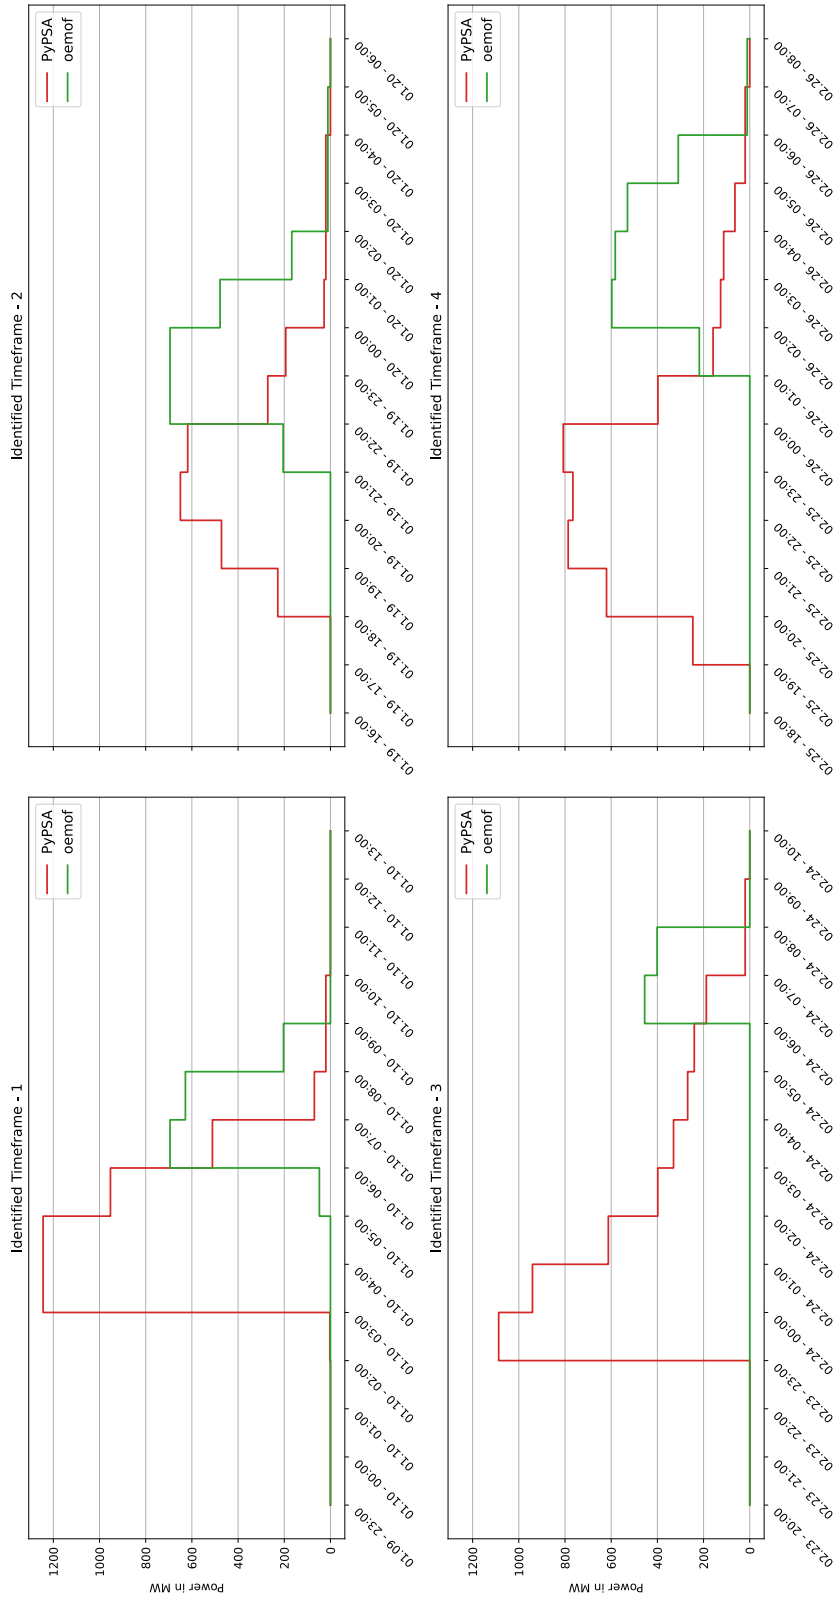 Identified Timeframe - 1
Power in MW
1200
1000
800
600
400
200
0
PyPSA
oemof
01.09 - 23:00
01.10 - 00:00
01.10 - 01:00
01.10 - 02:00
01.10 - 03:00
01.10 - 04:00
01.10 - 05:00
01.10 - 06:00
01.10 - 07:00
01.10 - 08:00
01.10 - 09:00
01.10 - 10:00
01.10 - 11:00
01.10 - 12:00
01.10 - 13:00
Identified Timeframe - 2
PyPSA
oemof
01.19 - 16:00
01.19 - 17:00
01.19 - 18:00
01.19 - 19:00
01.19 - 20:00
01.19 - 21:00
01.19 - 22:00
01.19 - 23:00
01.20 - 00:00
01.20 - 01:00
01.20 - 02:00
01.20 - 03:00
01.20 - 04:00
01.20 - 05:00
01.20 - 06:00
Identified Timeframe - 3
Power in MW
1200
1000
800
600
400
200
0
PyPSA
oemof
02.23 - 20:00
02.23 - 21:00
02.23 - 22:00
02.23 - 23:00
02.24 - 00:00
02.24 - 01:00
02.24 - 02:00
02.24 - 03:00
02.24 - 04:00
02.24 - 05:00
02.24 - 06:00
02.24 - 07:00
02.24 - 08:00
02.24 - 09:00
02.24 - 10:00
Identified Timeframe - 4
PyPSA
oemof
02.25 - 18:00
02.25 - 19:00
02.25 - 20:00
02.25 - 21:00
02.25 - 22:00
02.25 - 23:00
02.26 - 00:00
02.26 - 01:00
02.26 - 02:00
02.26 - 03:00
02.26 - 04:00
02.26 - 05:00
02.26 - 06:00
02.26 - 07:00
02.26 - 08:00